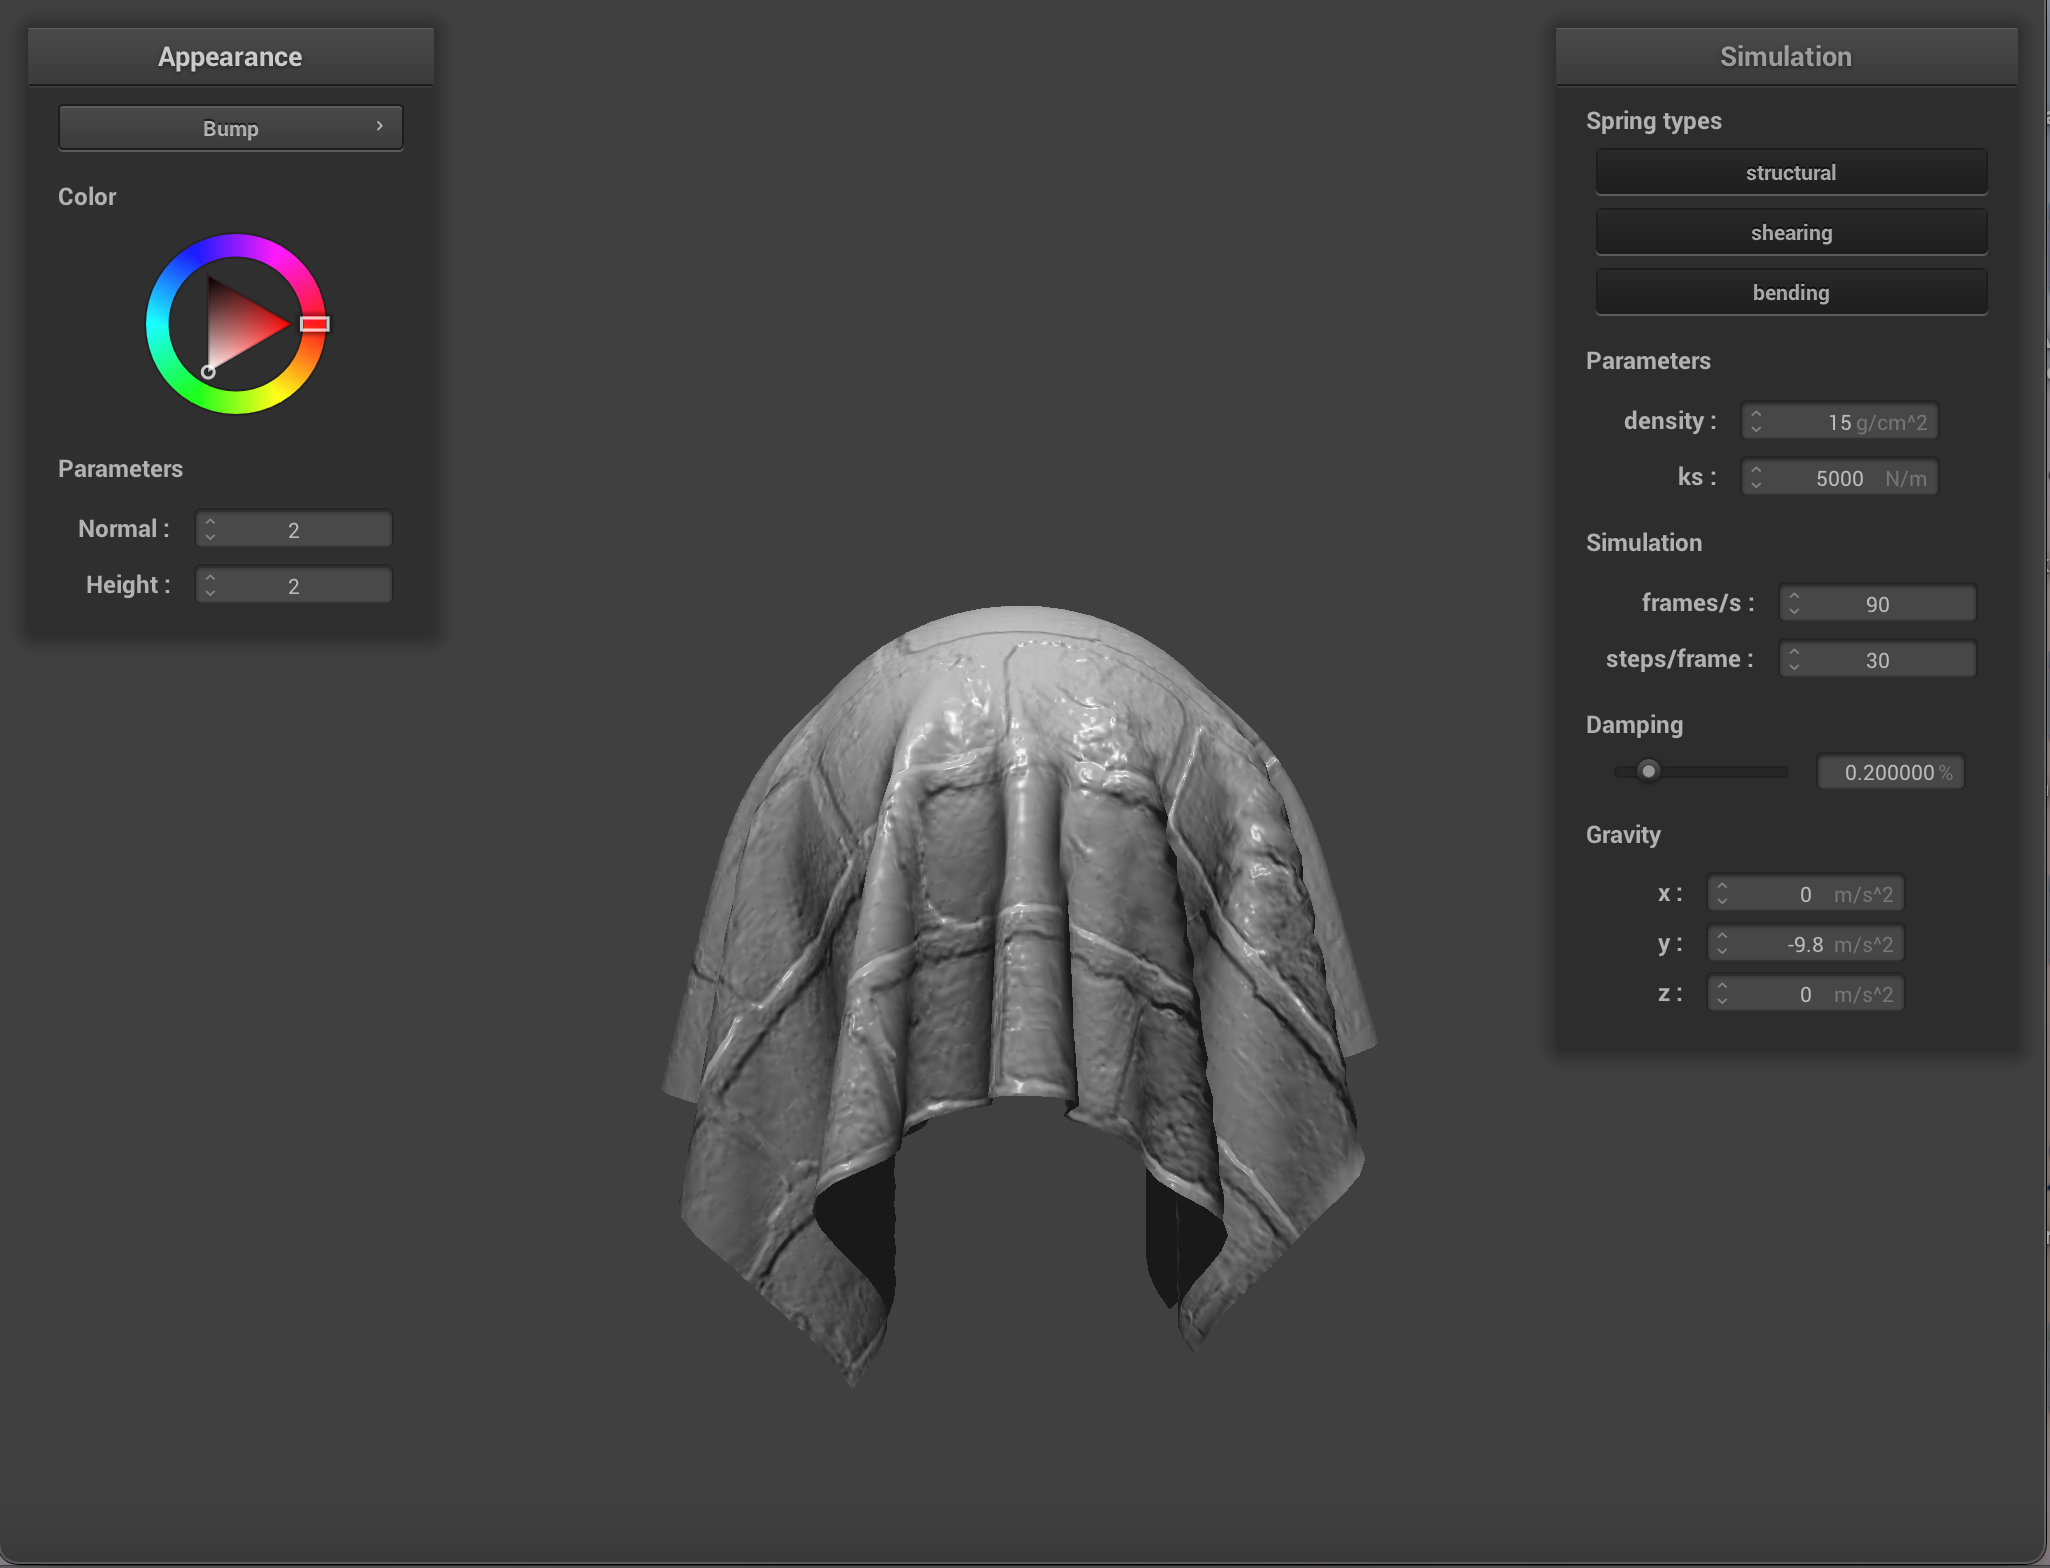 Appearance
Bump
Color
Parameters
Normal : 2
Height : 2
Simulation
Spring types
structural
shearing
bending
Parameters
density : 15 g/cm^2
ks : 5000 N/m
Simulation
frames/s : 90
steps/frame : 30
Damping
0.200000 %
Gravity
x : 0 m/s^2
y : -9.8 m/s^2
z : 0 m/s^2